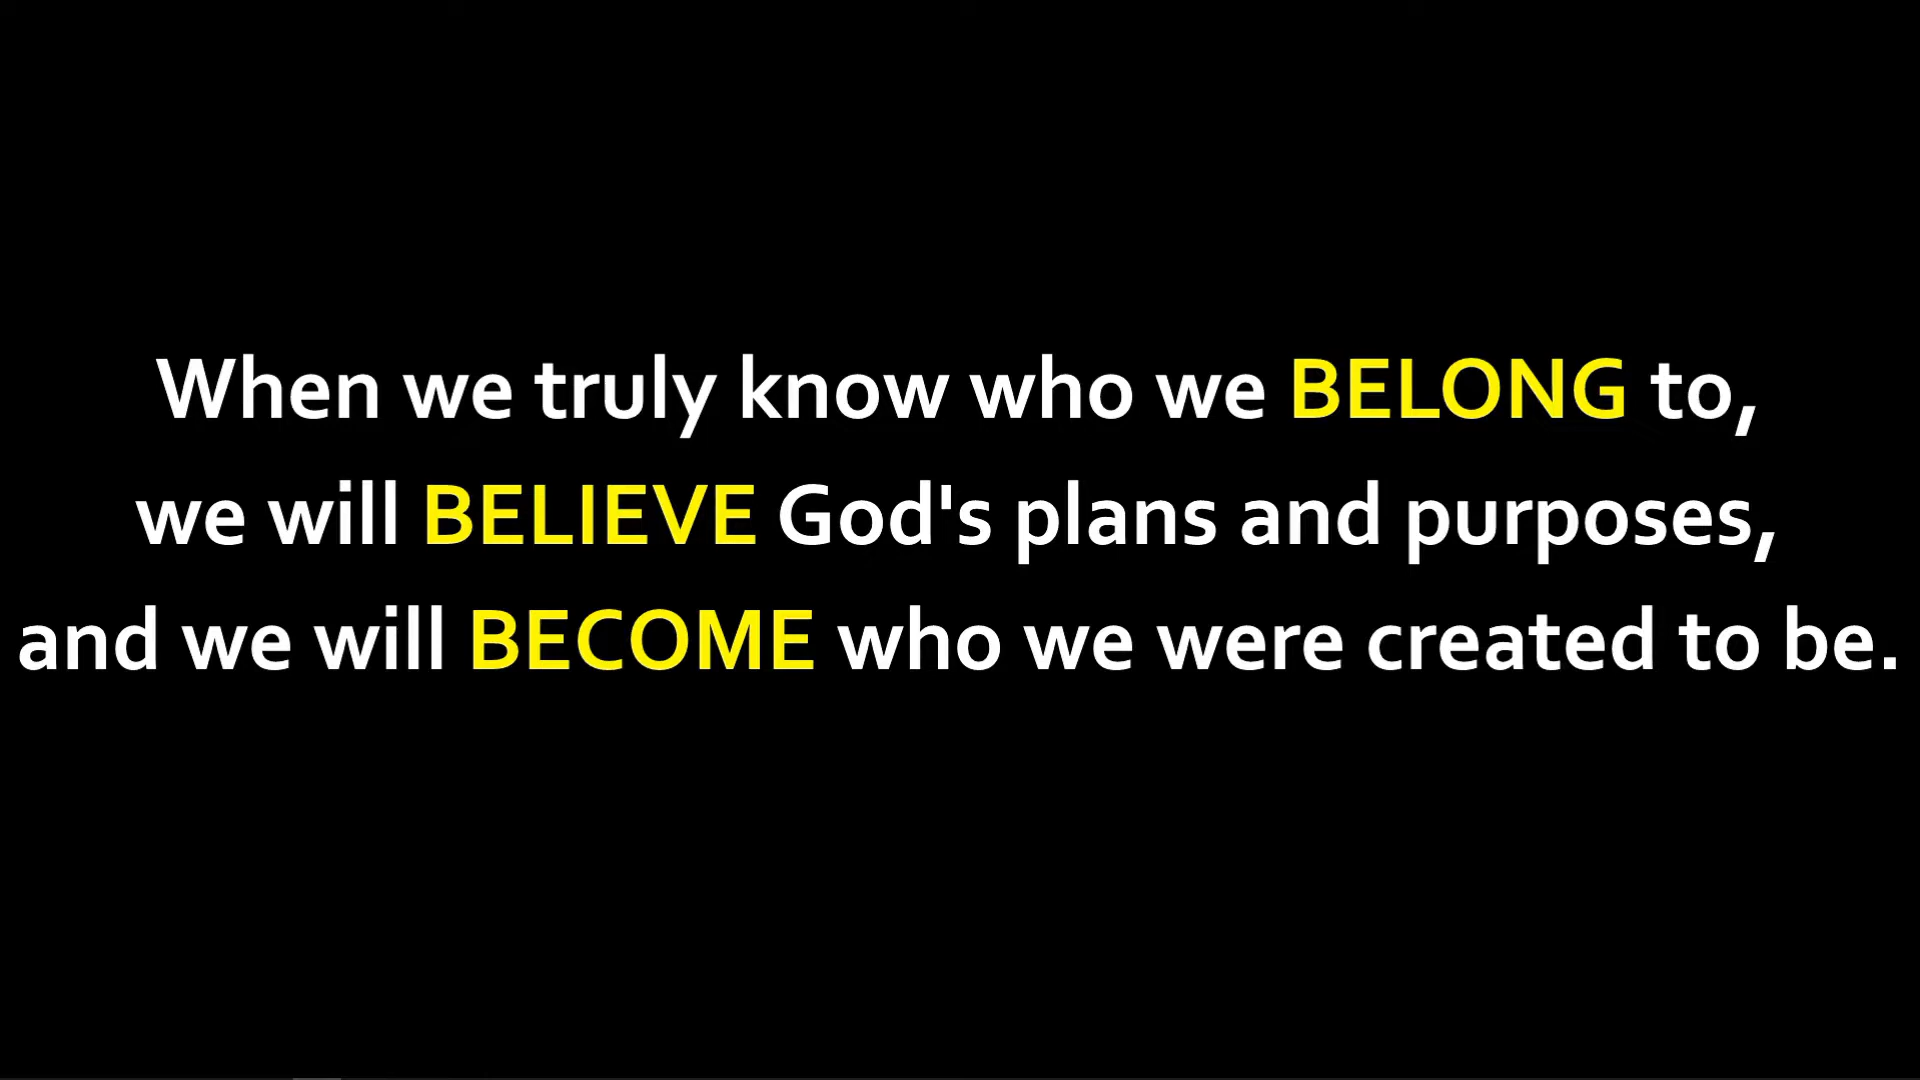 When we truly know who we BELONG to,
we will BELIEVE God's plans and purposes,
and we will BECOME who we were created to be.